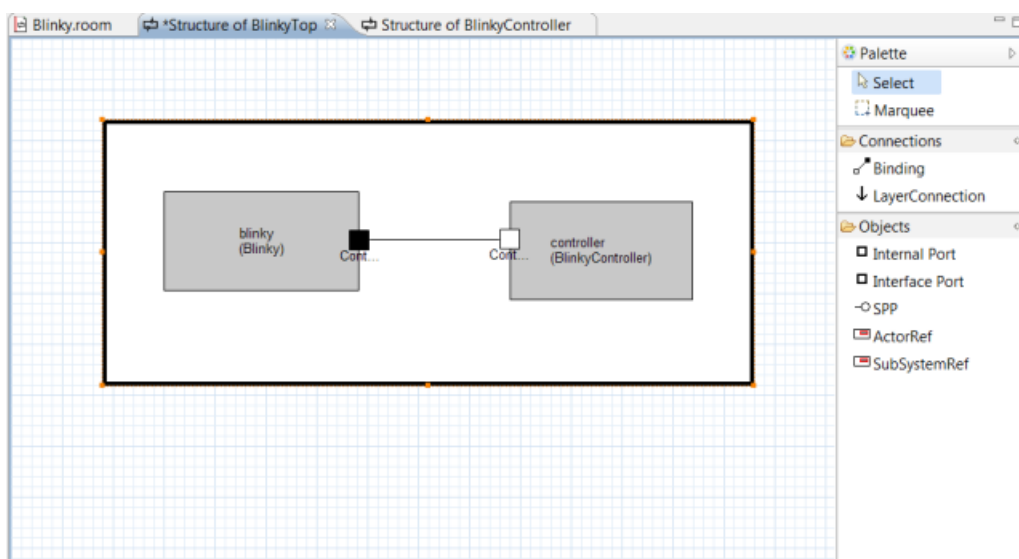 Blinky.room
*Structure of BlinkyTop
Structure of BlinkyController
Palette
Select
Marquee
Connections
Binding
LayerConnection
Objects
Internal Port
Interface Port
SPP
ActorRef
SubSystemRef
blinky
(Blinky)
Cont...
Cont...
controller
(BlinkyController)